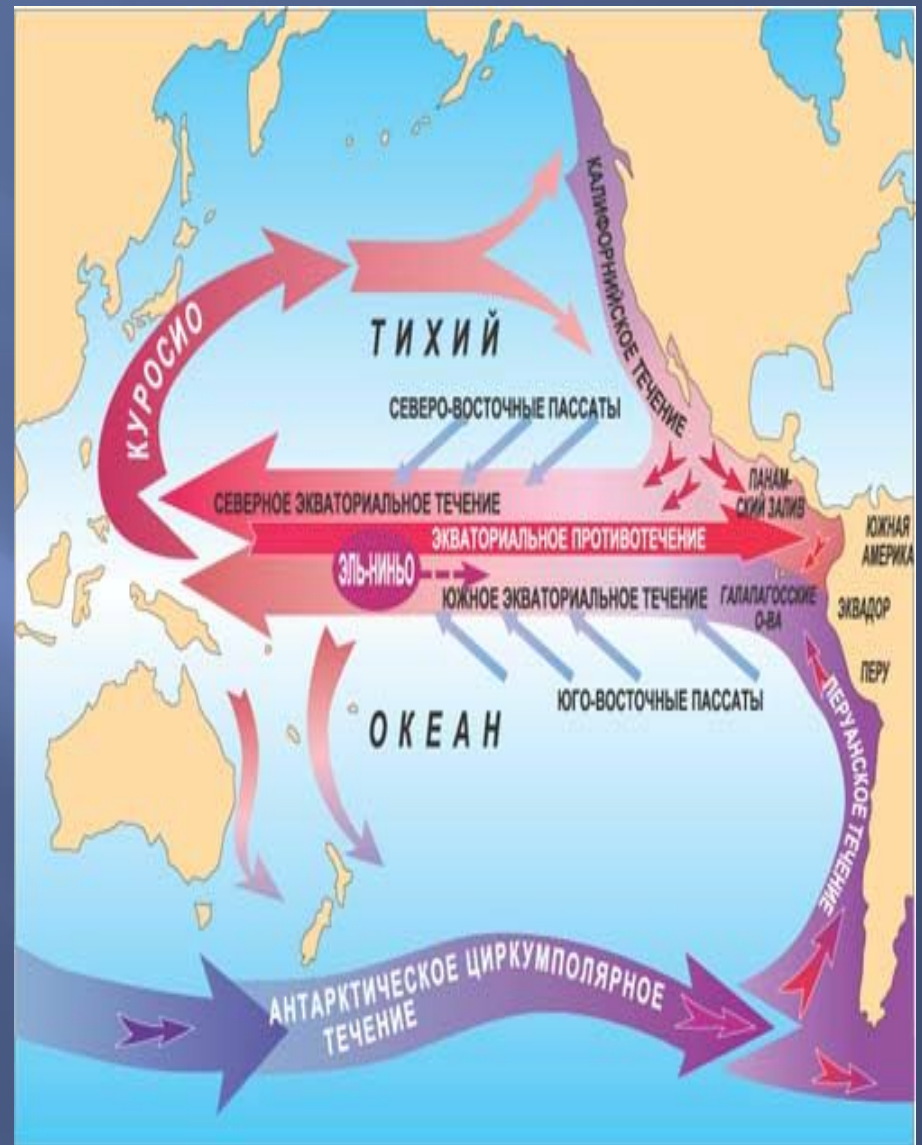 КАЛИФОРНИЙСКОЕ ТЕЧЕНИЕ
КУРОСИО
ТИХИЙ
СЕВЕРО-ВОСТОЧНЫЕ ПАССАТЫ
ПАНАМ-
СКИЙ ЗАЛИВ
СЕВЕРНОЕ ЭКВАТОРИАЛЬНОЕ ТЕЧЕНИЕ
ЮЖНАЯ
АМЕРИКА
ЭКВАТОРИАЛЬНОЕ ПРОТИВОТЕЧЕНИЕ
ЭЛЬ-НИНЬО
ЮЖНОЕ ЭКВАТОРИАЛЬНОЕ ТЕЧЕНИЕ
ГАЛАПАГОССКИЕ
О-ВА
ЭКВАДОР
ПЕРУ
ЮГО-ВОСТОЧНЫЕ ПАССАТЫ
ОКЕАН
ПЕРУАНСКОЕ ТЕЧЕНИЕ
АНТАРКТИЧЕСКОЕ ЦИРКУМПОЛЯРНОЕ
ТЕЧЕНИЕ